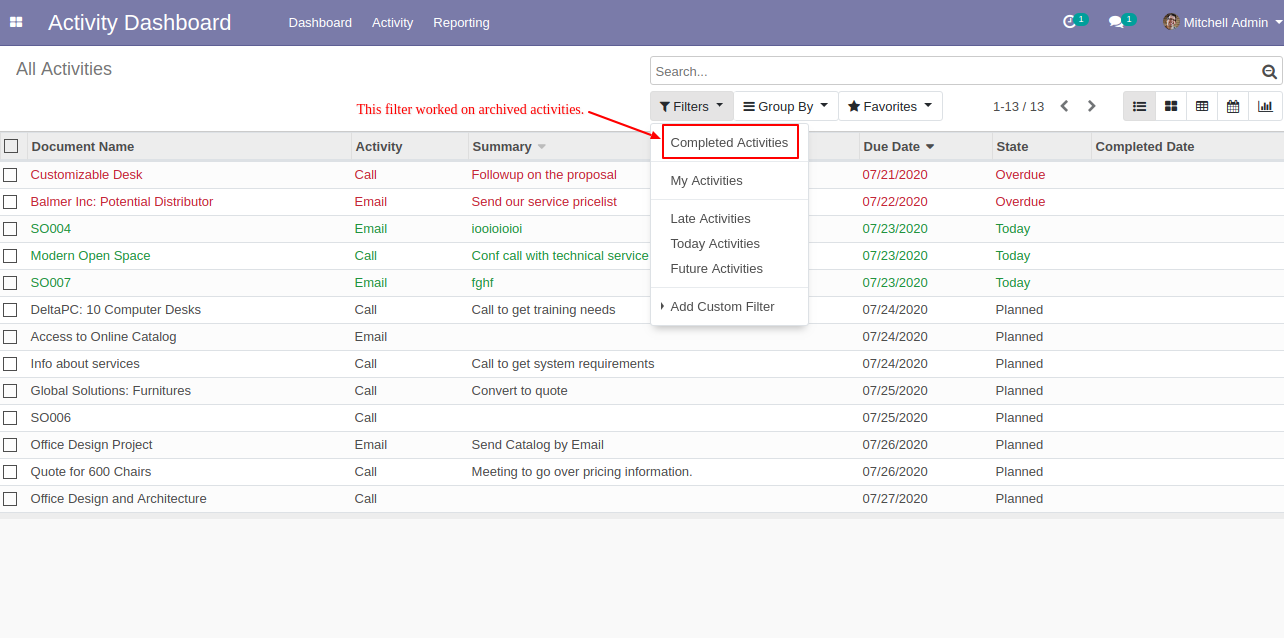 Activity Dashboard Dashboard Activity Reporting 1 1 Mitchell Admin
All Activities
Search...
This filter worked on archived activities.
Filters Group By Favorites 1-13 / 13
Completed Activities
My Activities
Late Activities
Today Activities
Future Activities
Add Custom Filter
Document Name Activity Summary Due Date State Completed Date
Customizable Desk Call Followup on the proposal 07/21/2020 Overdue
Balmer Inc: Potential Distributor Email Send our service pricelist 07/22/2020 Overdue
SO004 Email iooioioioi 07/23/2020 Today
Modern Open Space Call Conf call with technical service 07/23/2020 Today
SO007 Email fghf 07/23/2020 Today
DeltaPC: 10 Computer Desks Call Call to get training needs 07/24/2020 Planned
Access to Online Catalog Email 07/24/2020 Planned
Info about services Call Call to get system requirements 07/24/2020 Planned
Global Solutions: Furnitures Call Convert to quote 07/25/2020 Planned
SO006 Call 07/25/2020 Planned
Office Design Project Email Send Catalog by Email 07/26/2020 Planned
Quote for 600 Chairs Call Meeting to go over pricing information. 07/26/2020 Planned
Office Design and Architecture Call 07/27/2020 Planned